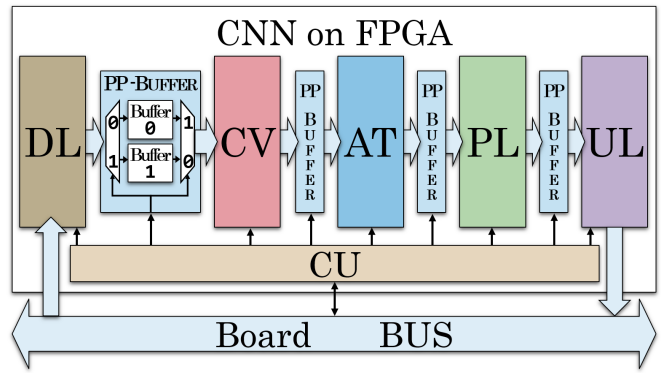 CNN on FPGA
DL
PP-BUFFER
0
Buffer
0
1
1
Buffer
1
0
CV
PP
BUFFER
AT
PP
BUFFER
PL
PP
BUFFER
UL
CU
Board BUS